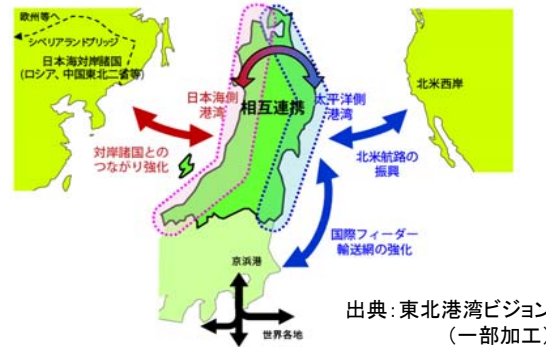 欧州等へ
シベリアランドブリッジ
日本海対岸諸国
(ロシア、中国東北二省等)
日本海側
港湾
相互連携
太平洋側
港湾
北米西岸
対岸諸国との
つながり強化
北米航路の
振興
国際フィーダー
輸送網の強化
京浜港
世界各地
出典：東北港湾ビジョン
（一部加工）